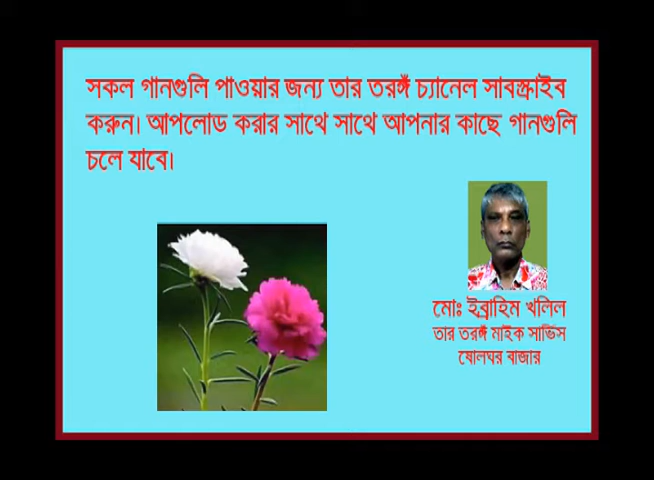 সকল গানগুলি পাওয়ার জন্য তার তরঙ্গঁ চ্যানেল সাবস্ক্রাইব
করুন। আপলোড করার সাথে সাথে আপনার কাছে গানগুলি
চলে যাবে।
মোঃ ইব্রাহিম খলিল
তার তরঙ্গঁ মাইক সার্ভিস
ষোলঘর বাজার